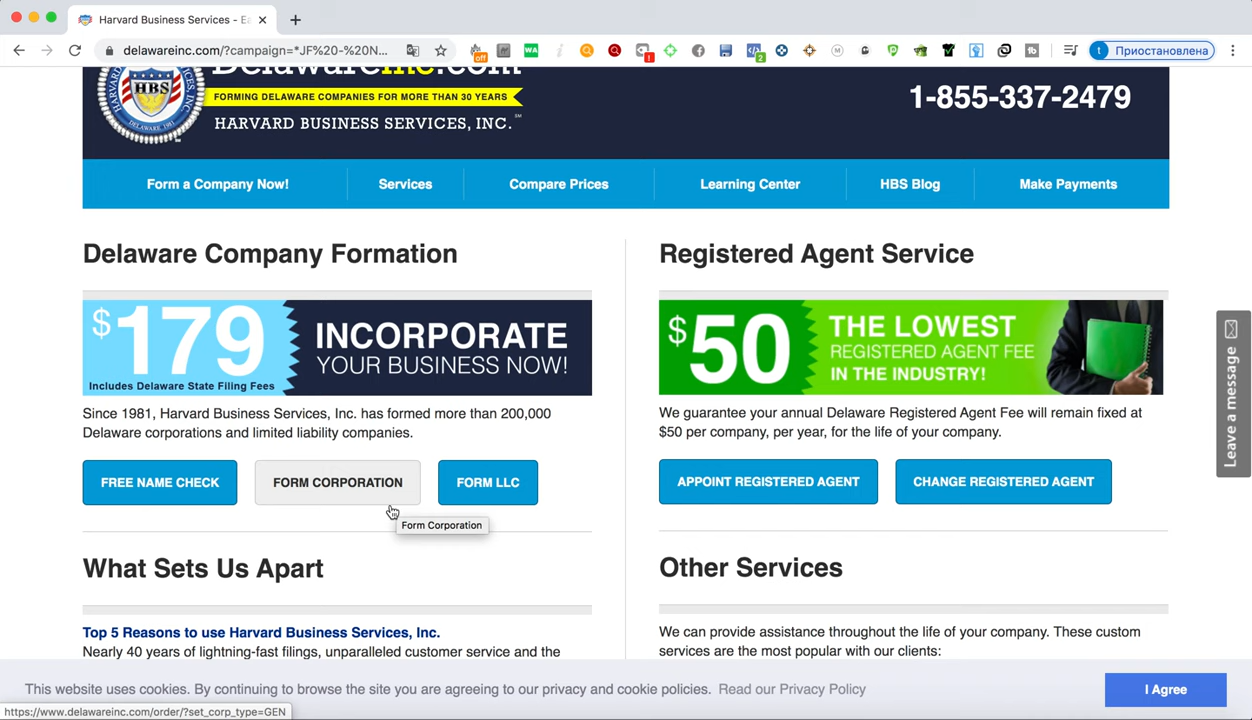 Harvard Business Services - Ea
delawareinc.com/?campaign=*JF%20-%20N...
off
WA
1
2
t Приостановлена
DelawareInc.com
FORMING DELAWARE COMPANIES FOR MORE THAN 30 YEARS
HARVARD BUSINESS SERVICES, INC.℠
HBS
1-855-337-2479
Form a Company Now!
Services
Compare Prices
Learning Center
HBS Blog
Make Payments
Delaware Company Formation
$179
Includes Delaware State Filing Fees
INCORPORATE
YOUR BUSINESS NOW!
Since 1981, Harvard Business Services, Inc. has formed more than 200,000
Delaware corporations and limited liability companies.
FREE NAME CHECK
FORM CORPORATION
FORM LLC
Form Corporation
Registered Agent Service
$50
THE LOWEST
REGISTERED AGENT FEE
IN THE INDUSTRY!
We guarantee your annual Delaware Registered Agent Fee will remain fixed at
$50 per company, per year, for the life of your company.
APPOINT REGISTERED AGENT
CHANGE REGISTERED AGENT
Leave a message
What Sets Us Apart
Top 5 Reasons to use Harvard Business Services, Inc.
Nearly 40 years of lightning-fast filings, unparalleled customer service and the
Other Services
We can provide assistance throughout the life of your company. These custom
services are the most popular with our clients:
This website uses cookies. By continuing to browse the site you are agreeing to our privacy and cookie policies. Read our Privacy Policy
I Agree
https://www.delawareinc.com/order/?set_corp_type=GEN